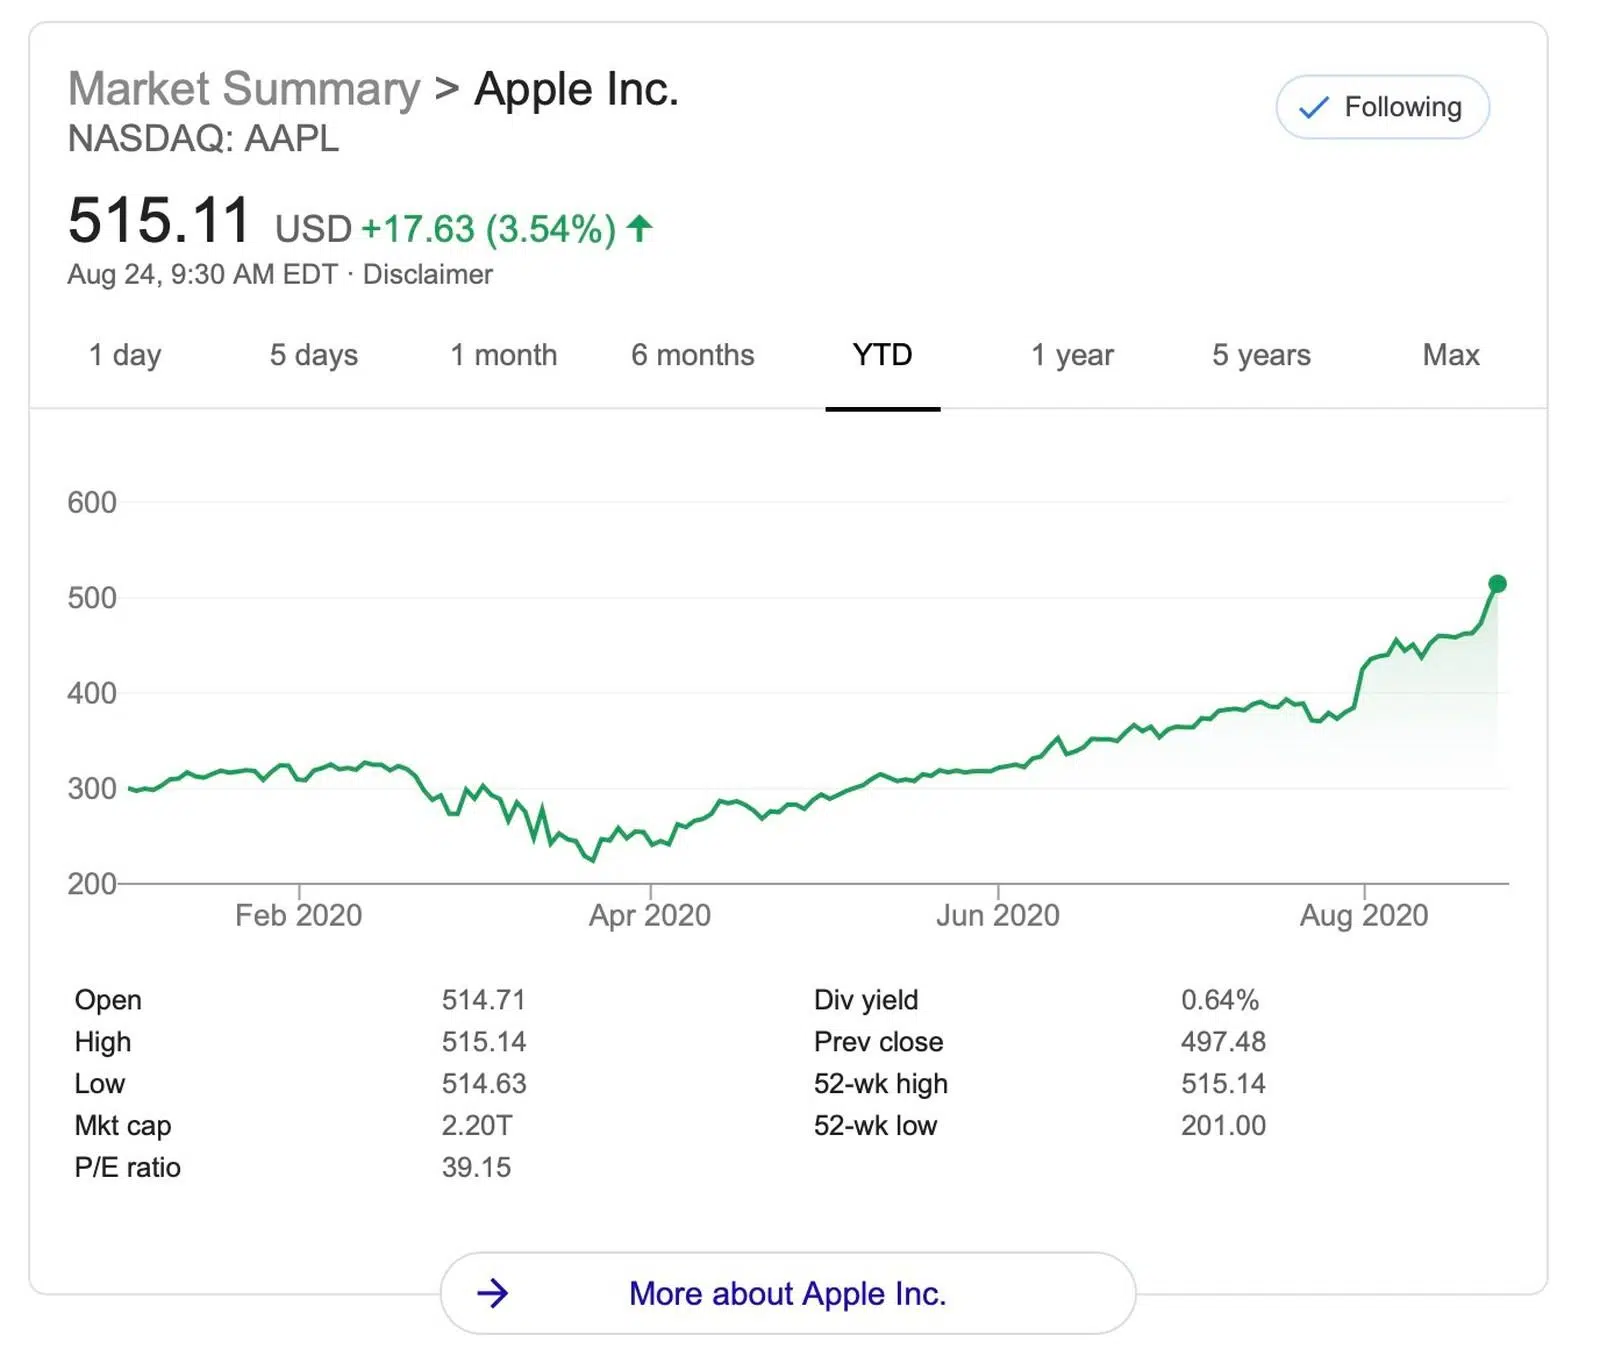 Market Summary > Apple Inc.
NASDAQ: AAPL
Following
515.11 USD +17.63 (3.54%)
Aug 24, 9:30 AM EDT · Disclaimer
1 day 5 days 1 month 6 months YTD 1 year 5 years Max
600
500
400
300
200
Feb 2020 Apr 2020 Jun 2020 Aug 2020
Open 514.71 Div yield 0.64%
High 515.14 Prev close 497.48
Low 514.63 52-wk high 515.14
Mkt cap 2.20T 52-wk low 201.00
P/E ratio 39.15
More about Apple Inc.